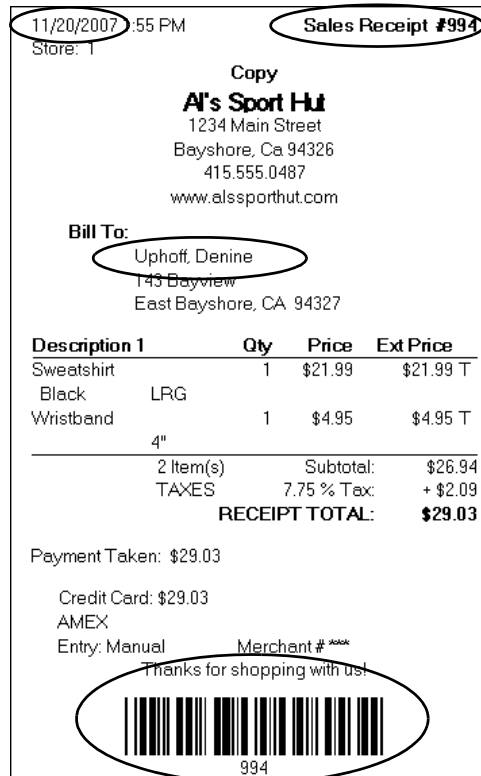 11/20/2007 :55 PM Sales Receipt #994
Store: 1
Copy
Al's Sport Hut
1234 Main Street
Bayshore, Ca 94326
415.555.0487
www.alssporthut.com
Bill To:
Uphoff, Denine
143 Bayview
East Bayshore, CA 94327
Description 1 Qty Price Ext Price
Sweatshirt 1 $21.99 $21.99 T
Black LRG
Wristband 1 $4.95 $4.95 T
4"
2 Item(s) Subtotal: $26.94
TAXES 7.75 % Tax: + $2.09
RECEIPT TOTAL: $29.03
Payment Taken: $29.03
Credit Card: $29.03
AMEX
Entry: Manual Merchant # ****
Thanks for shopping with us!
994